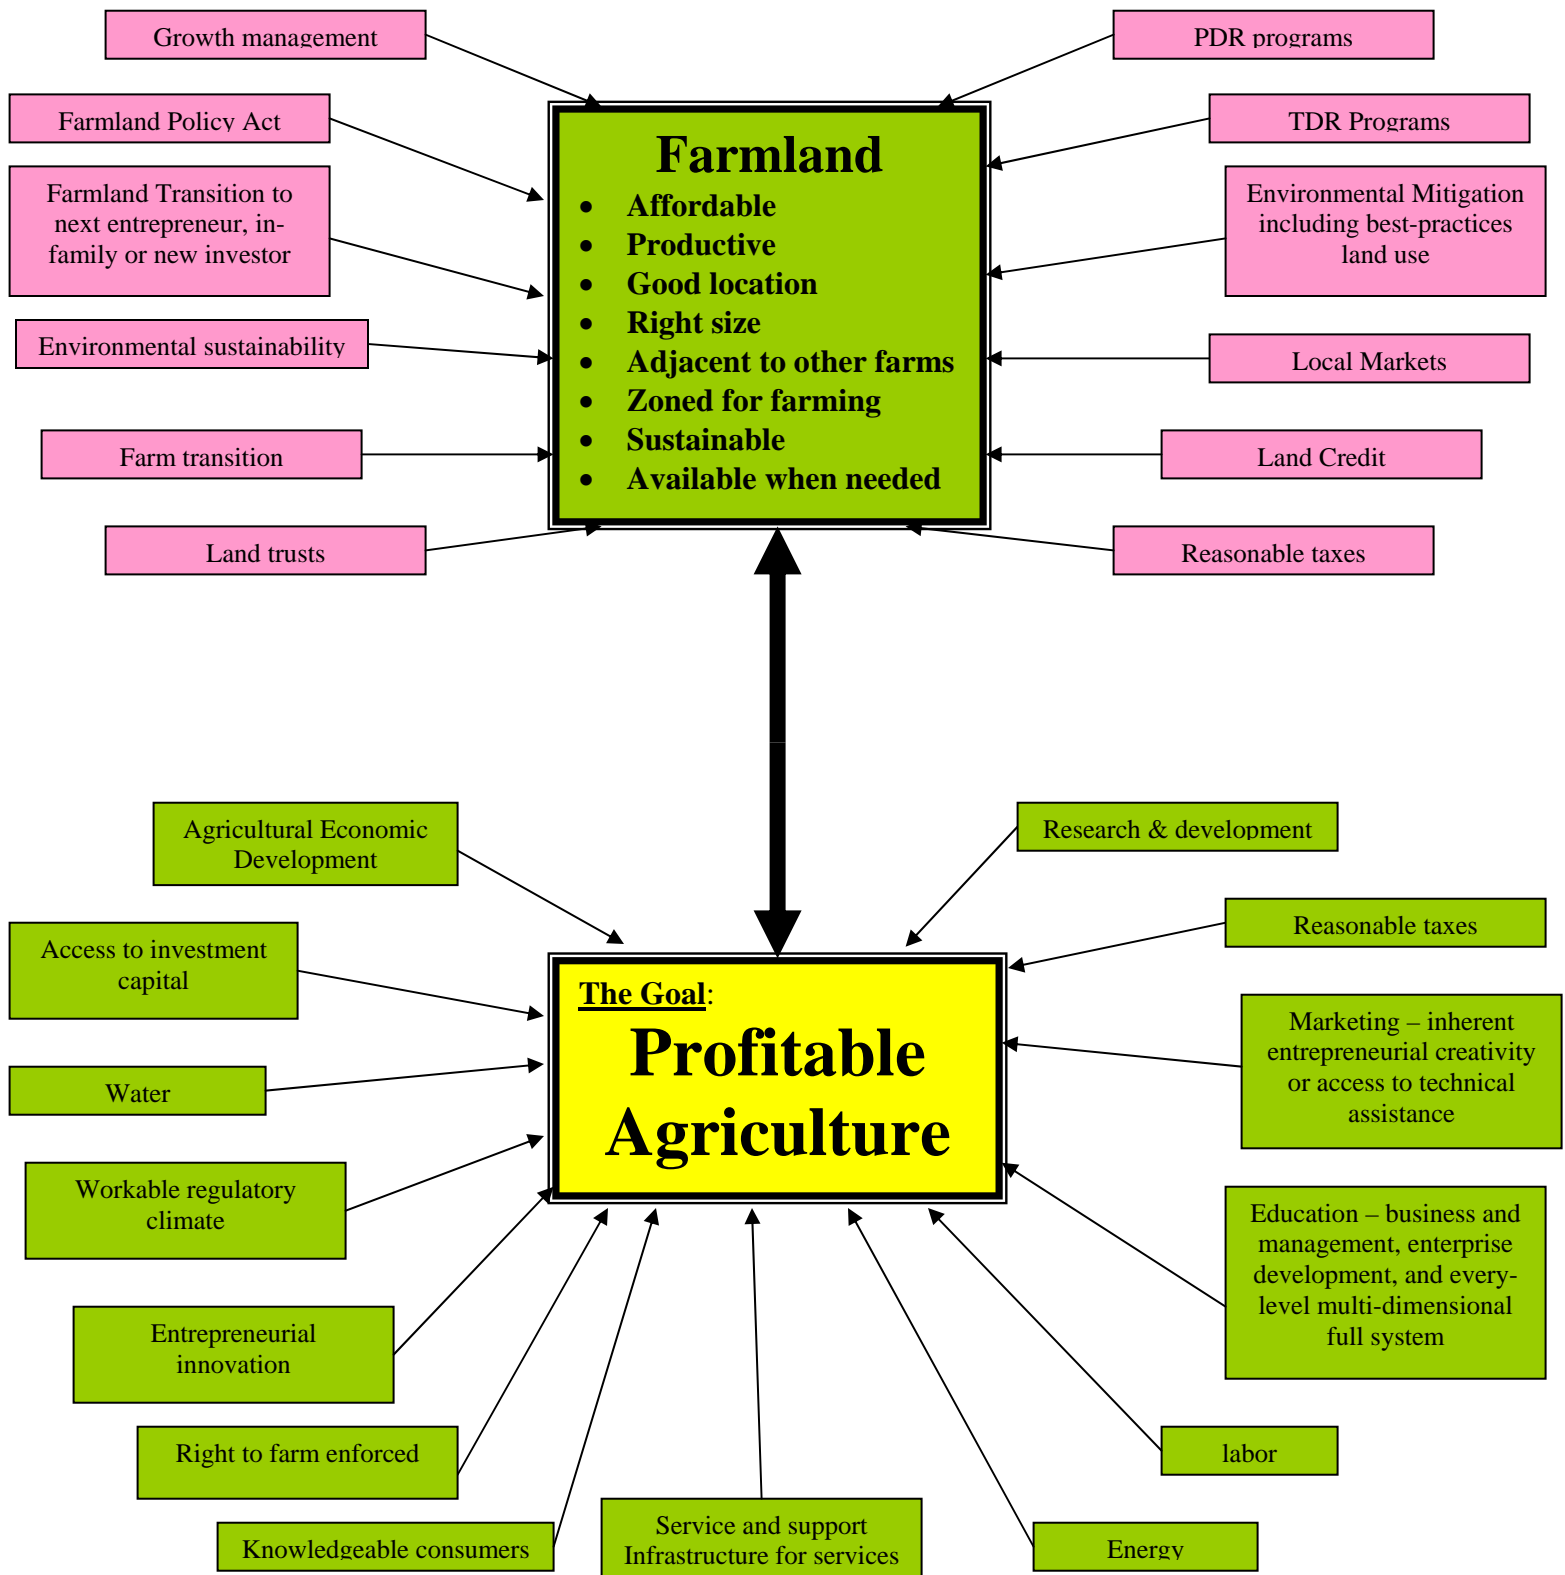 Growth management
PDR programs
Farmland Policy Act
TDR Programs
Farmland Transition to
next entrepreneur, in-
family or new investor
Environmental Mitigation
including best-practices
land use
Environmental sustainability
Local Markets
Farm transition
Land Credit
Land trusts
Reasonable taxes
Farmland
• Affordable
• Productive
• Good location
• Right size
• Adjacent to other farms
• Zoned for farming
• Sustainable
• Available when needed
Agricultural Economic
Development
Research & development
Access to investment
capital
Reasonable taxes
The Goal:
Profitable
Agriculture
Marketing – inherent
entrepreneurial creativity
or access to technical
assistance
Water
Workable regulatory
climate
Education – business and
management, enterprise
development, and every-
level multi-dimensional
full system
Entrepreneurial
innovation
Right to farm enforced
labor
Knowledgeable consumers
Service and support
Infrastructure for services
Energy